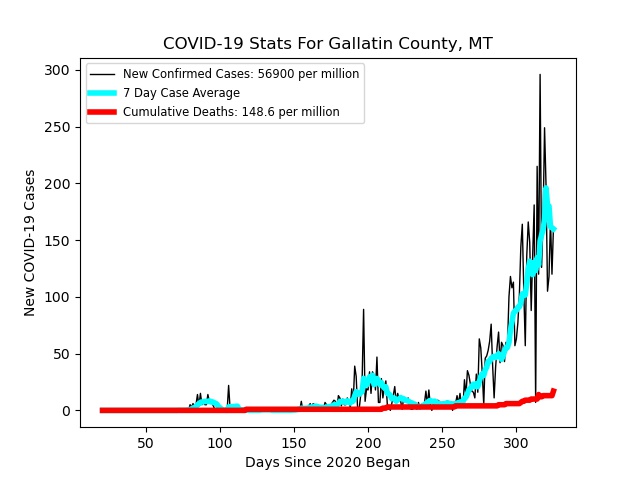 COVID-19 Stats For Gallatin County, MT
New Confirmed Cases: 56900 per million
7 Day Case Average
Cumulative Deaths: 148.6 per million
New COVID-19 Cases
300
250
200
150
100
50
0
50 100 150 200 250 300
Days Since 2020 Began